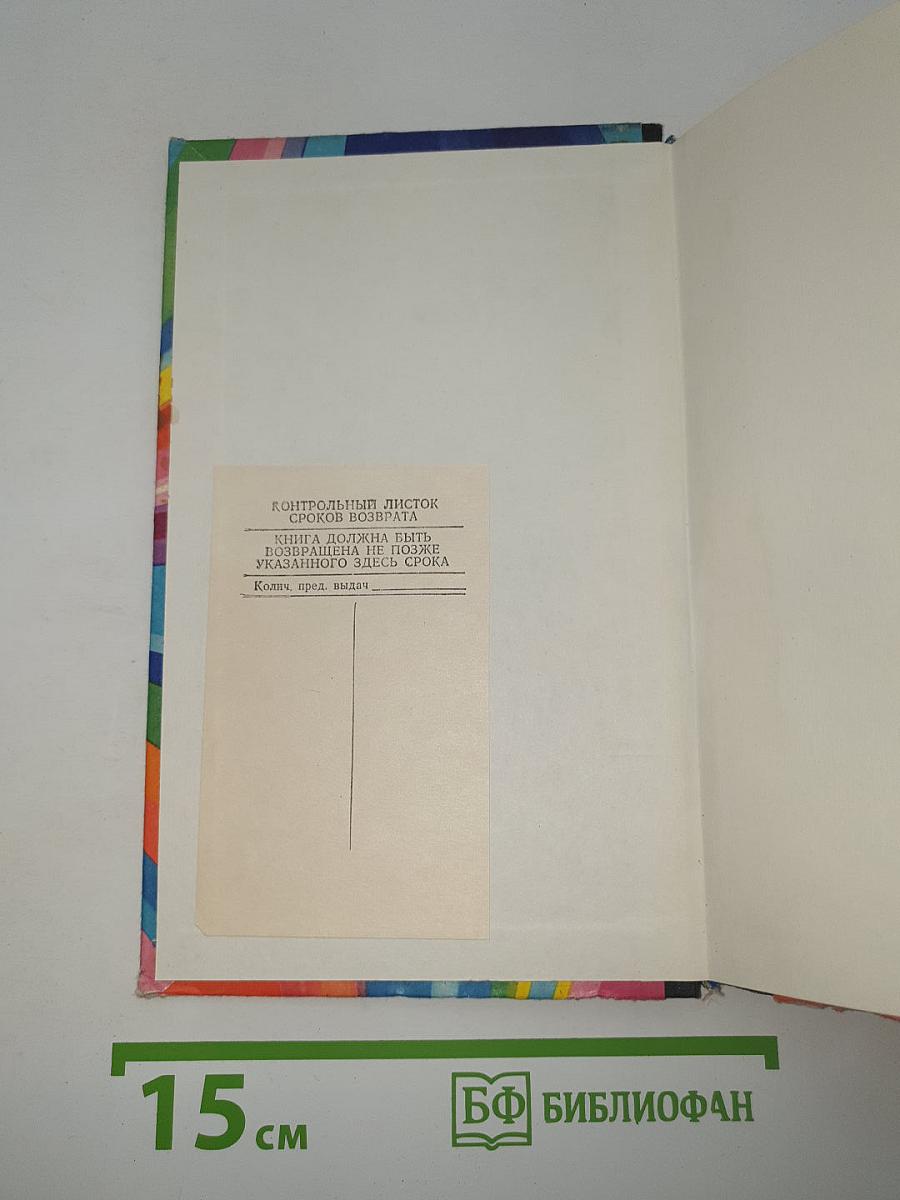 КОНТРОЛЬНЫЙ ЛИСТОК
СРОКОВ ВОЗВРАТА
КНИГА ДОЛЖНА БЫТЬ
ВОЗВРАЩЕНА НЕ ПОЗЖЕ
УКАЗАННОГО ЗДЕСЬ СРОКА
Колич. пред. выдач
15 см
БФ БИБЛИОФАН